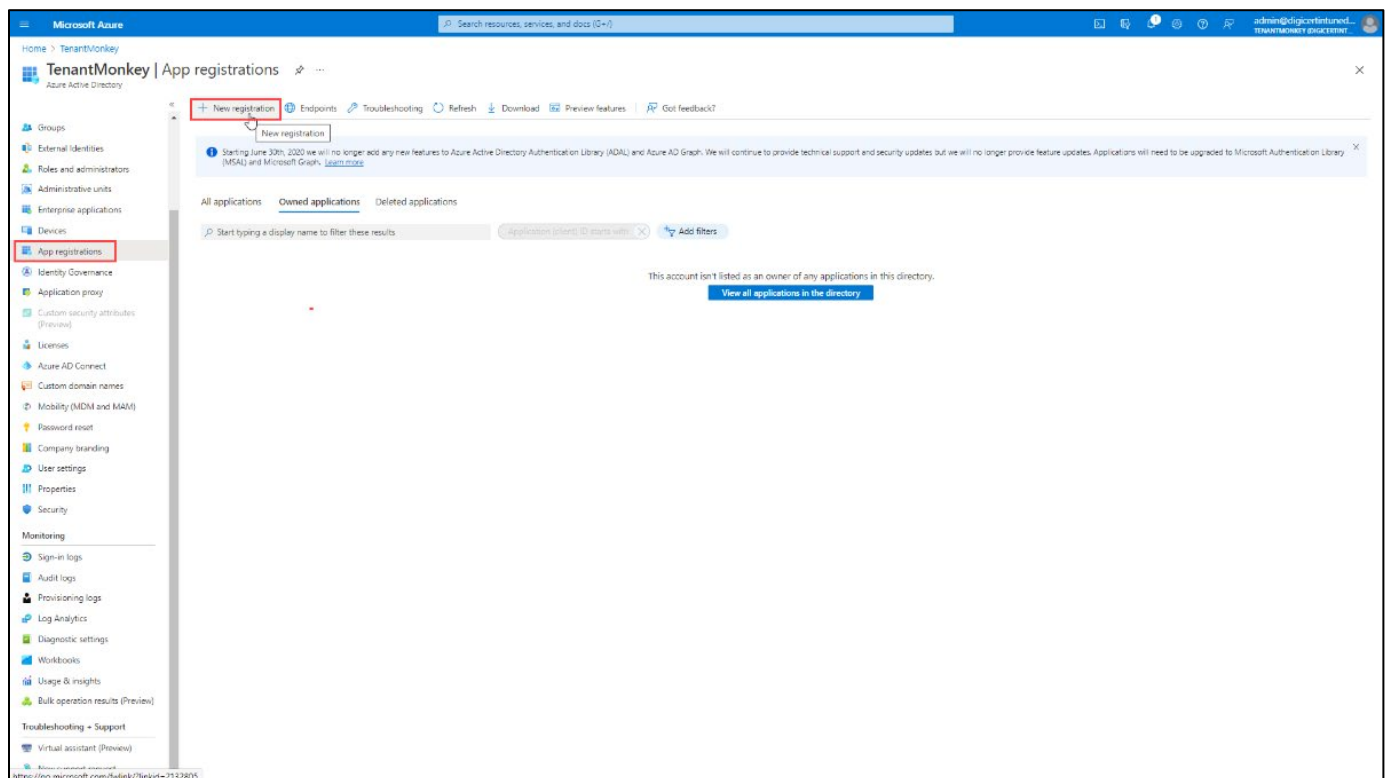 Microsoft Azure
Search resources, services, and docs (G+/)
admin@digicertintuned...
TENANTMONKEY (DIGICERTINT...
Home > TenantMonkey
TenantMonkey | App registrations
Azure Active Directory
New registration
Endpoints
Troubleshooting
Refresh
Download
Preview features
Got feedback?
New registration
Starting June 30th, 2020 we will no longer add any new features to Azure Active Directory Authentication Library (ADAL) and Azure AD Graph. We will continue to provide technical support and security updates but we will no longer provide feature updates. Applications will need to be upgraded to Microsoft Authentication Library
(MSAL) and Microsoft Graph. Learn more
All applications
Owned applications
Deleted applications
Start typing a display name to filter these results
Application (client) ID starts with
Add filters
This account isn't listed as an owner of any applications in this directory.
View all applications in the directory
Groups
External Identities
Roles and administrators
Administrative units
Enterprise applications
Devices
App registrations
Identity Governance
Application proxy
Custom security attributes
(Preview)
Licenses
Azure AD Connect
Custom domain names
Mobility (MDM and MAM)
Password reset
Company branding
User settings
Properties
Security
Monitoring
Sign-in logs
Audit logs
Provisioning logs
Log Analytics
Diagnostic settings
Workbooks
Usage & insights
Bulk operation results (Preview)
Troubleshooting + Support
Virtual assistant (Preview)
New support request
https://go.microsoft.com/fwlink/?linkid=2132805